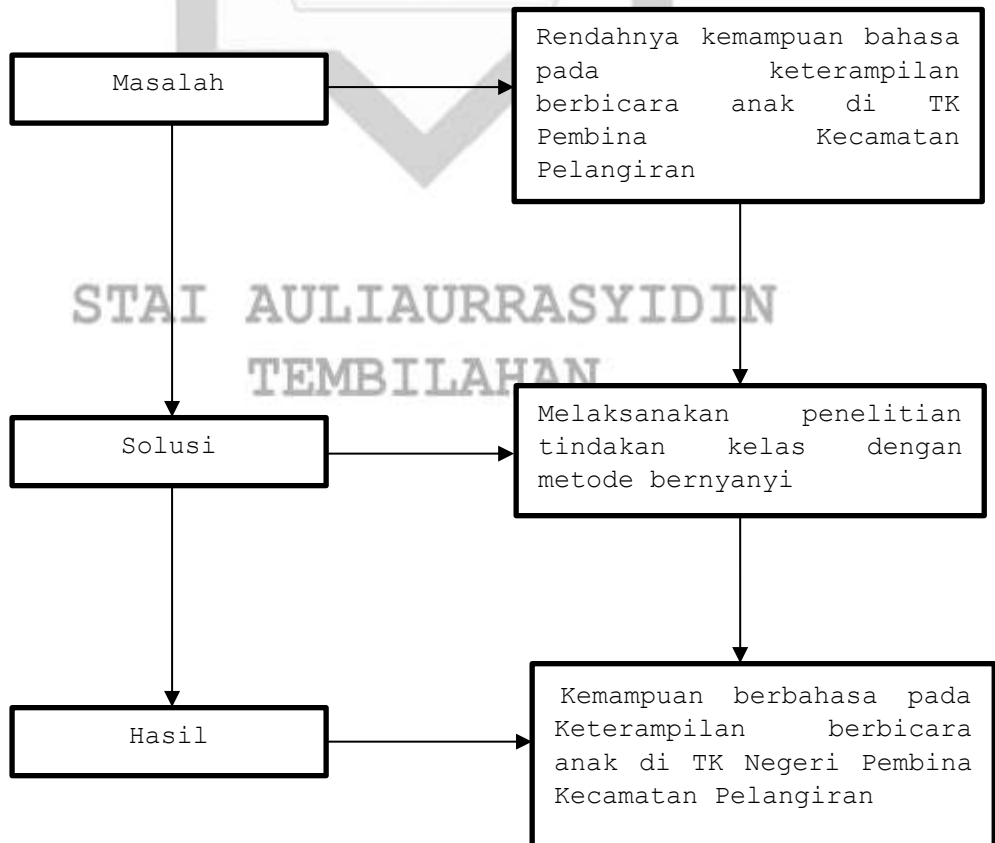 Masalah
Rendahnya kemampuan bahasa
pada keterampilan
berbicara anak di TK
Pembina Kecamatan
Pelangiran
STAI AULIAURRASYIDIN
TEMBILAHAN
Solusi
Melaksanakan penelitian
tindakan kelas dengan
metode bernyanyi
Hasil
Kemampuan berbahasa pada
Keterampilan berbicara
anak di TK Negeri Pembina
Kecamatan Pelangiran